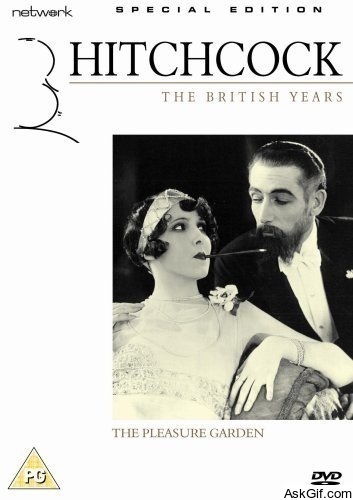 network
SPECIAL EDITION
HITCHCOCK
THE BRITISH YEARS
THE PLEASURE GARDEN
PG
DVD
AskGif.com